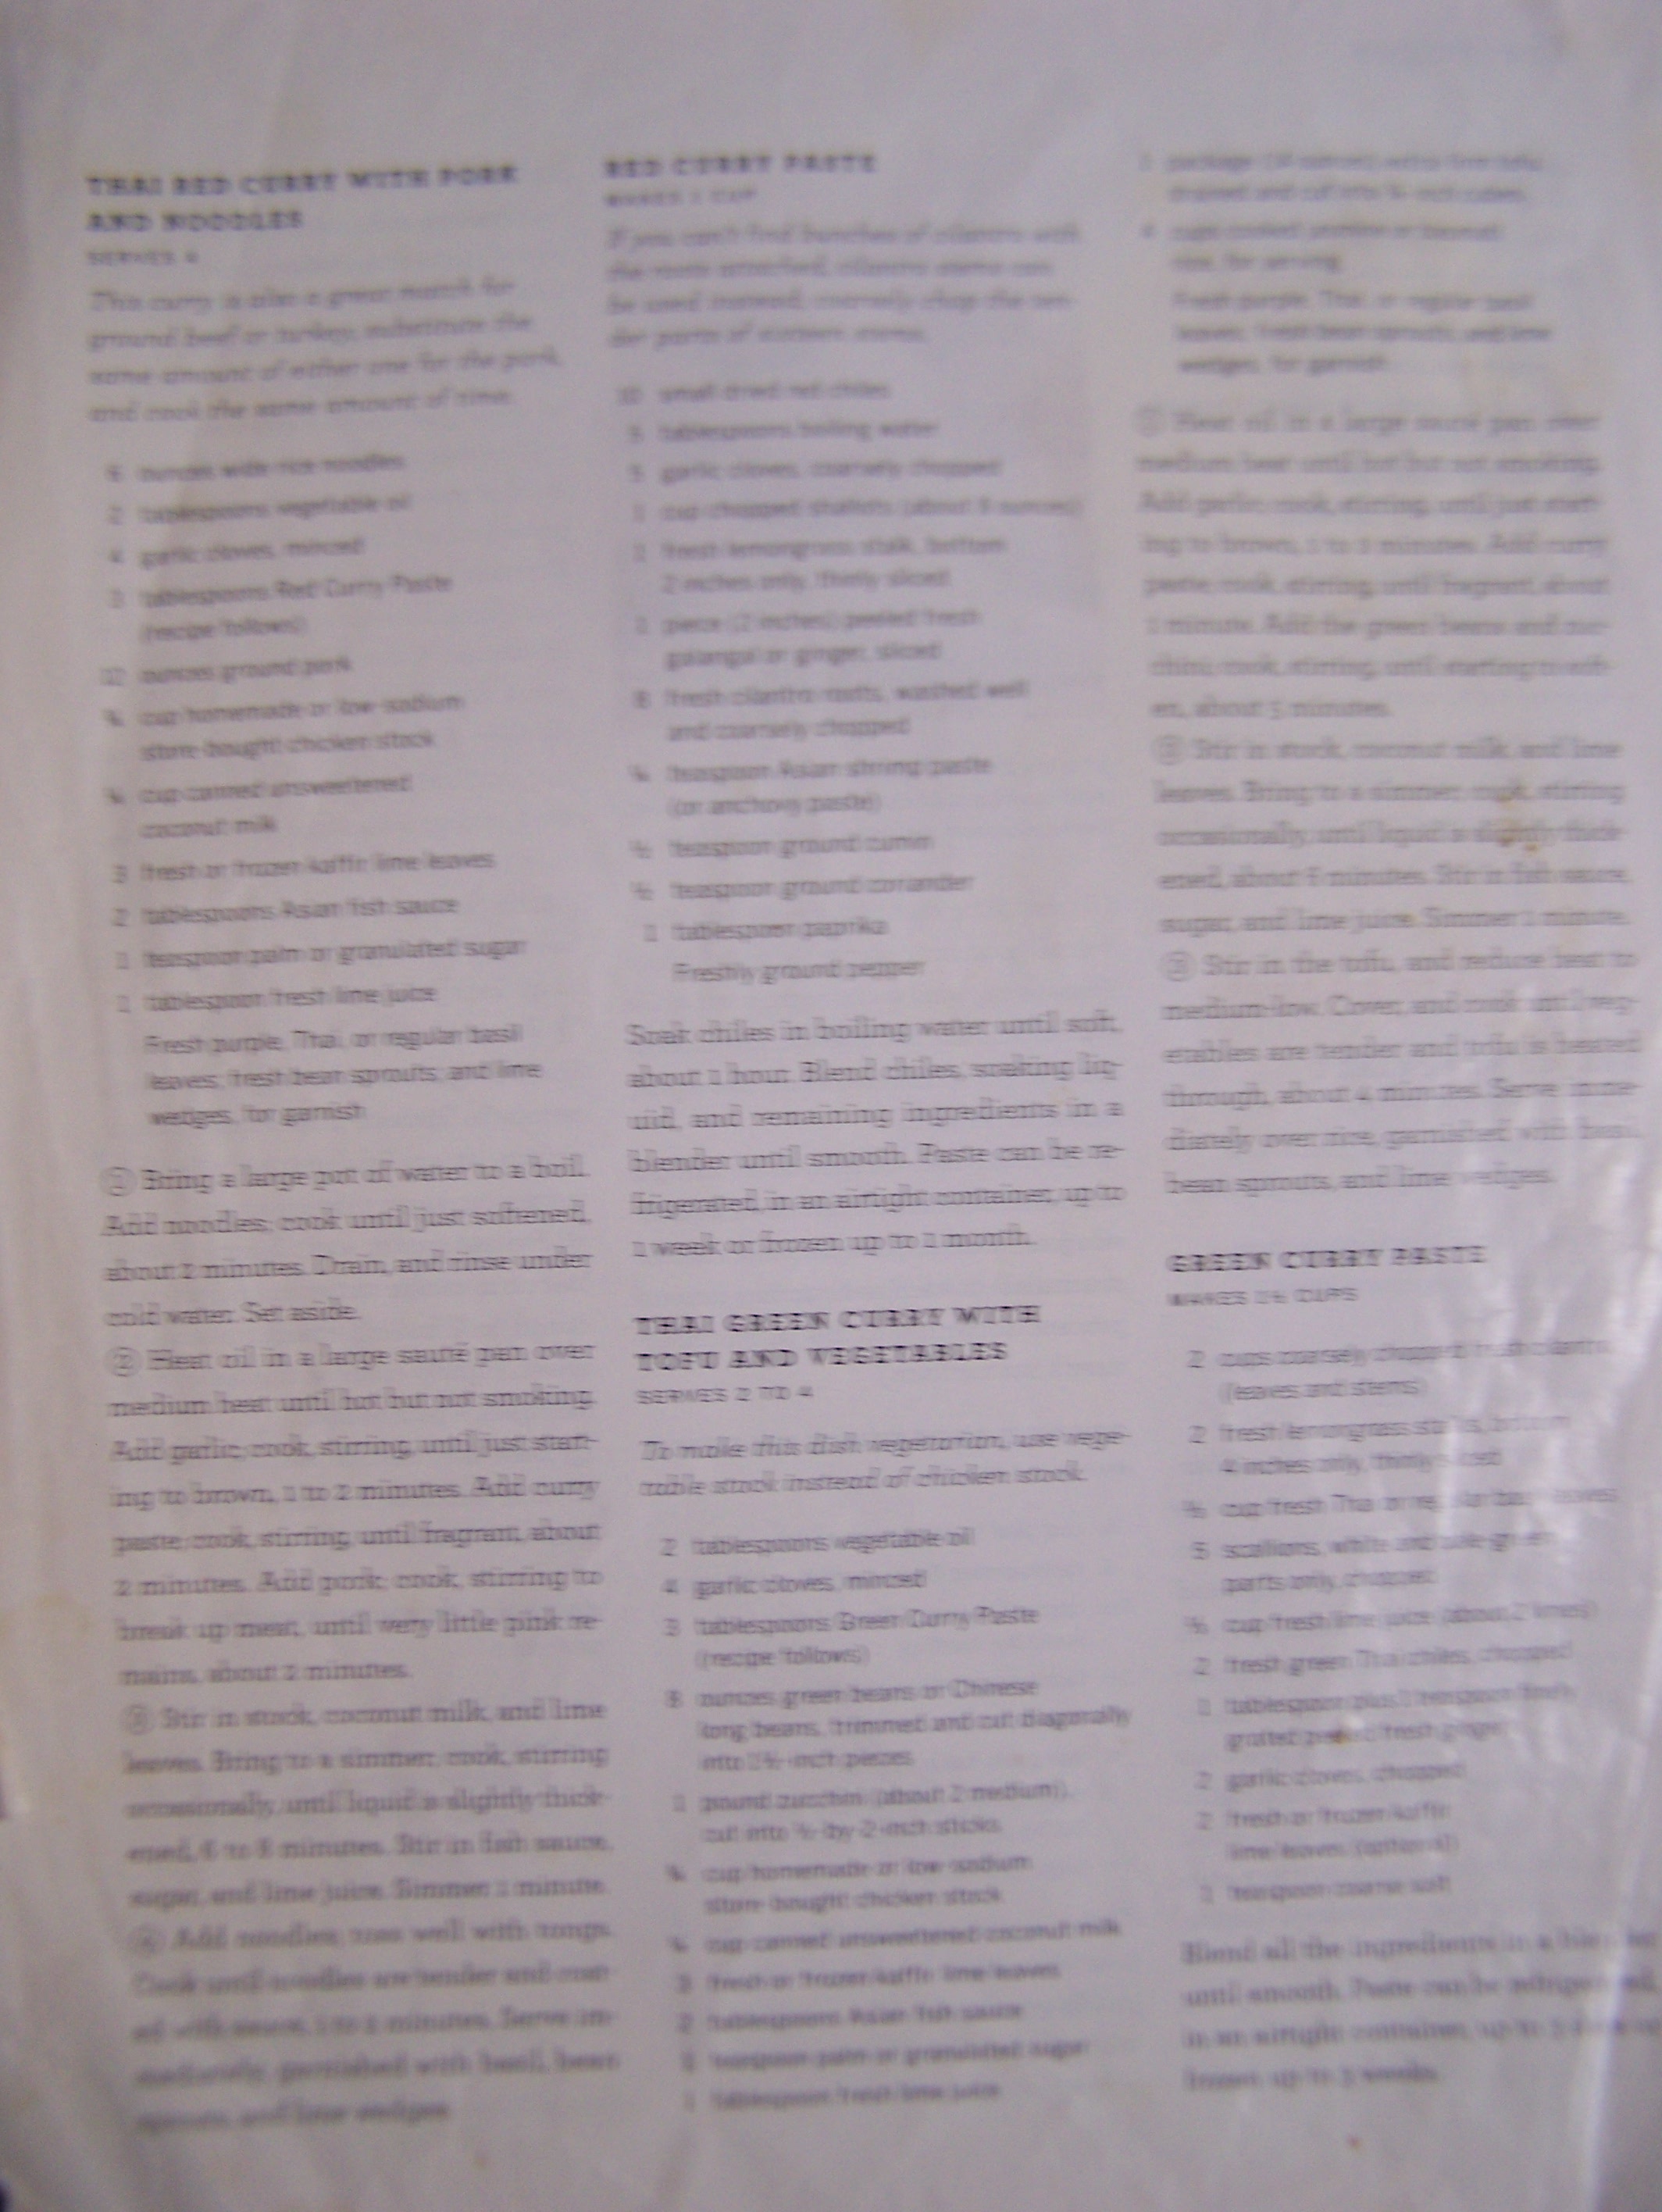 THAI RED CURRY WITH PORK
AND NOODLES
SERVES 4
This curry is also a great match for
ground beef or turkey; substitute the
same amount of either one for the pork,
and cook the same amount of time.
ounces wide rice noodles
2 tablespoons vegetable oil
4 garlic cloves, minced
3 tablespoons Red Curry Paste
(recipe follows)
12 ounces ground pork
cup homemade or low-sodium
store-bought chicken stock
cup canned unsweetened
coconut milk
3 fresh or frozen kaffir lime leaves
2 tablespoons Asian fish sauce
1 teaspoon palm or granulated sugar
1 tablespoon fresh lime juice
Fresh purple, Thai, or regular basil
leaves; fresh bean sprouts; and lime
wedges, for garnish
① Bring a large pot of water to a boil.
Add noodles; cook until just softened,
about 2 minutes. Drain, and rinse under
cold water. Set aside.
② Heat oil in a large sauté pan over
medium heat until hot but not smoking.
Add garlic; cook, stirring, until just start-
ing to brown, 1 to 2 minutes. Add curry
paste; cook, stirring, until fragrant, about
2 minutes. Add pork; cook, stirring to
break up meat, until very little pink re-
mains, about 2 minutes.
③ Stir in stock, coconut milk, and lime
leaves. Bring to a simmer; cook, stirring
occasionally, until liquid is slightly thick-
ened, 6 to 8 minutes. Stir in fish sauce,
sugar, and lime juice. Simmer 1 minute.
④ Add noodles; toss well with tongs.
Cook until noodles are tender and coat-
ed with sauce, 1 to 2 minutes. Serve im-
mediately, garnished with basil, bean
sprouts, and lime wedges.
RED CURRY PASTE
MAKES 1 CUP
If you can't find bunches of cilantro with
the roots attached, cilantro stems can
be used instead; coarsely chop the ten-
der parts of sixteen stems.
10 small dried red chiles
tablespoons boiling water
5 garlic cloves, coarsely chopped
1 cup chopped shallots (about ounces)
1 fresh lemongrass stalk, bottom
2 inches only, thinly sliced
1 piece (2 inches) peeled fresh
galangal or ginger, sliced
8 fresh cilantro roots, washed well
and coarsely chopped
teaspoon Asian shrimp paste
(or anchovy paste)
½ teaspoon ground cumin
½ teaspoon ground coriander
1 tablespoon paprika
Freshly ground pepper
Soak chiles in boiling water until soft,
about 1 hour. Blend chiles, soaking liq-
uid, and remaining ingredients in a
blender until smooth. Paste can be re-
frigerated, in an airtight container, up to
1 week or frozen up to 1 month.
THAI GREEN CURRY WITH
TOFU AND VEGETABLES
SERVES 2 TO 4
To make this dish vegetarian, use vege-
table stock instead of chicken stock.
2 tablespoons vegetable oil
4 garlic cloves, minced
3 tablespoons Green Curry Paste
(recipe follows)
8 ounces green beans or Chinese
long beans, trimmed and cut diagonally
into 2½-inch pieces
1 pound zucchini (about 2 medium),
cut into ½-by-2-inch sticks
cup homemade or low-sodium
store-bought chicken stock
cup canned unsweetened coconut milk
3 fresh or frozen kaffir lime leaves
2 tablespoons Asian fish sauce
teaspoon palm or granulated sugar
1 tablespoon fresh lime juice
1 package (14 ounces) extra-firm tofu,
drained and cut into ¾-inch cubes
4 cups cooked jasmine or basmati
rice, for serving
Fresh purple, Thai, or regular basil
leaves; fresh bean sprouts; and lime
wedges, for garnish
① Heat oil in a large sauté pan over
medium heat until hot but not smoking.
Add garlic; cook, stirring, until just start-
ing to brown, 1 to 2 minutes. Add curry
paste; cook, stirring, until fragrant, about
1 minute. Add the green beans and zuc-
chini; cook, stirring, until starting to soft-
en, about 5 minutes.
② Stir in stock, coconut milk, and lime
leaves. Bring to a simmer; cook, stirring
occasionally, until liquid is slightly thick-
ened, about minutes. Stir in fish sauce,
sugar, and lime juice. Simmer 1 minute.
③ Stir in the tofu, and reduce heat to
medium-low. Cover, and cook until veg-
etables are tender and tofu is heated
through, about 4 minutes. Serve imme-
diately over rice, garnished with basil,
bean sprouts, and lime wedges.
GREEN CURRY PASTE
MAKES 1½ CUPS
2 cups coarsely chopped fresh cilantro
(leaves and stems)
2 fresh lemongrass stalks, bottom
4 inches only, thinly sliced
½ cup fresh Thai or regular basil leaves
5 scallions, white and pale-green
parts only, chopped
cup fresh lime juice (about 2 limes)
2 fresh green Thai chiles, chopped
1 tablespoon plus 1 teaspoon finely
grated peeled fresh ginger
2 garlic cloves, chopped
2 fresh or frozen kaffir
lime leaves (optional)
1 teaspoon coarse salt
Blend all the ingredients in a blender
until smooth. Paste can be refrigerated,
in an airtight container, up to 3 days or
frozen up to 3 weeks.